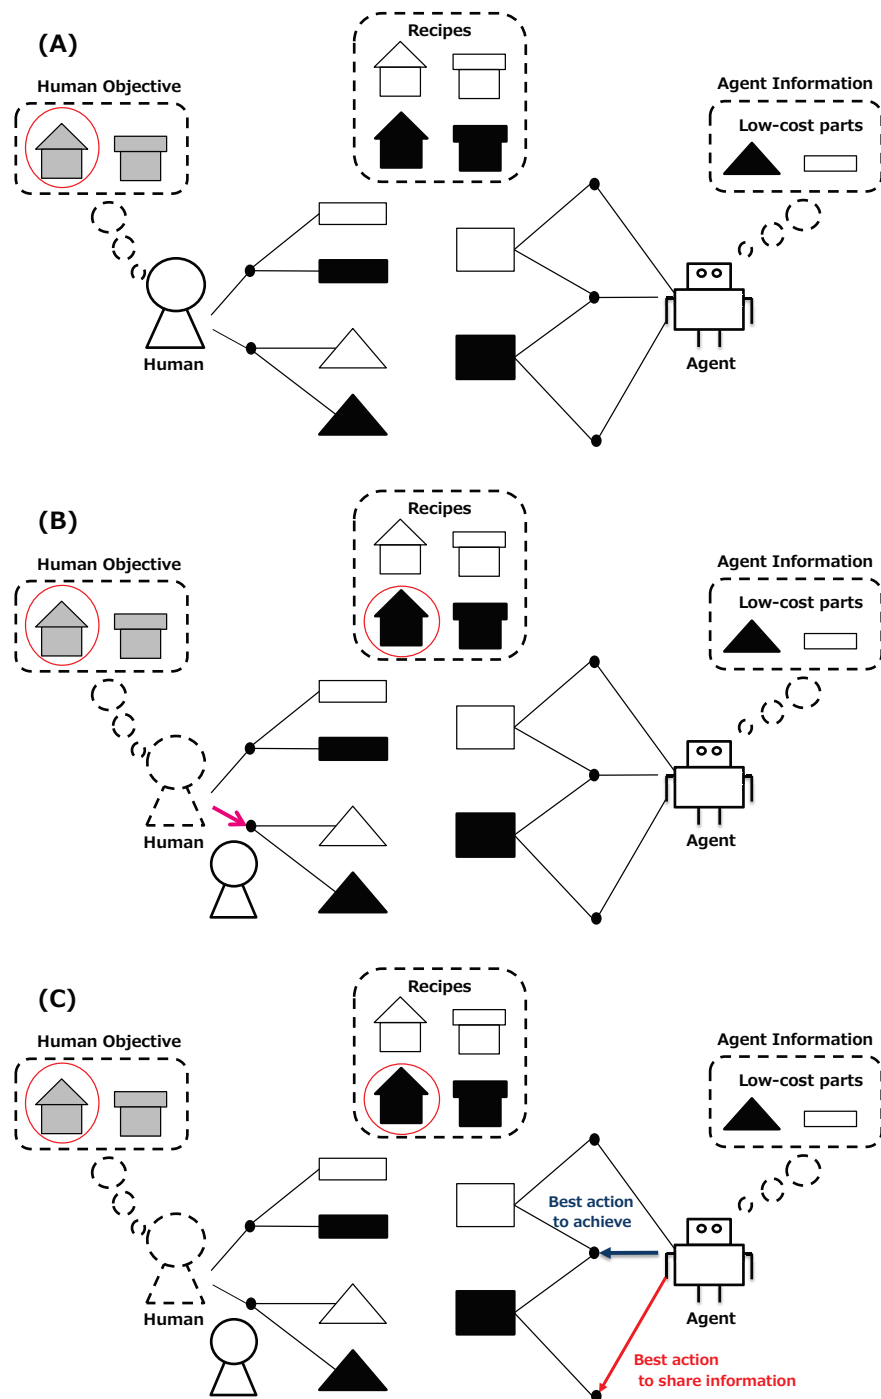 (A)
Recipes
Human Objective
Agent Information
Low-cost parts
Human
Agent
(B)
Recipes
Human Objective
Agent Information
Low-cost parts
Human
Agent
(C)
Recipes
Human Objective
Agent Information
Low-cost parts
Best action
to achieve
Human
Agent
Best action
to share information